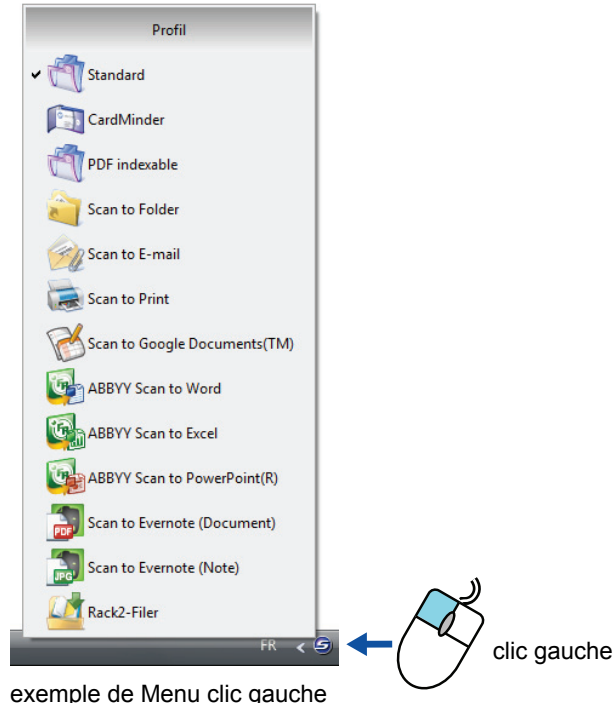 Profil
Standard
CardMinder
PDF indexable
Scan to Folder
Scan to E-mail
Scan to Print
Scan to Google Documents(TM)
ABBYY Scan to Word
ABBYY Scan to Excel
ABBYY Scan to PowerPoint(R)
PDF
Scan to Evernote (Document)
JPG
Scan to Evernote (Note)
Rack2-Filer
FR <
clic gauche
exemple de Menu clic gauche